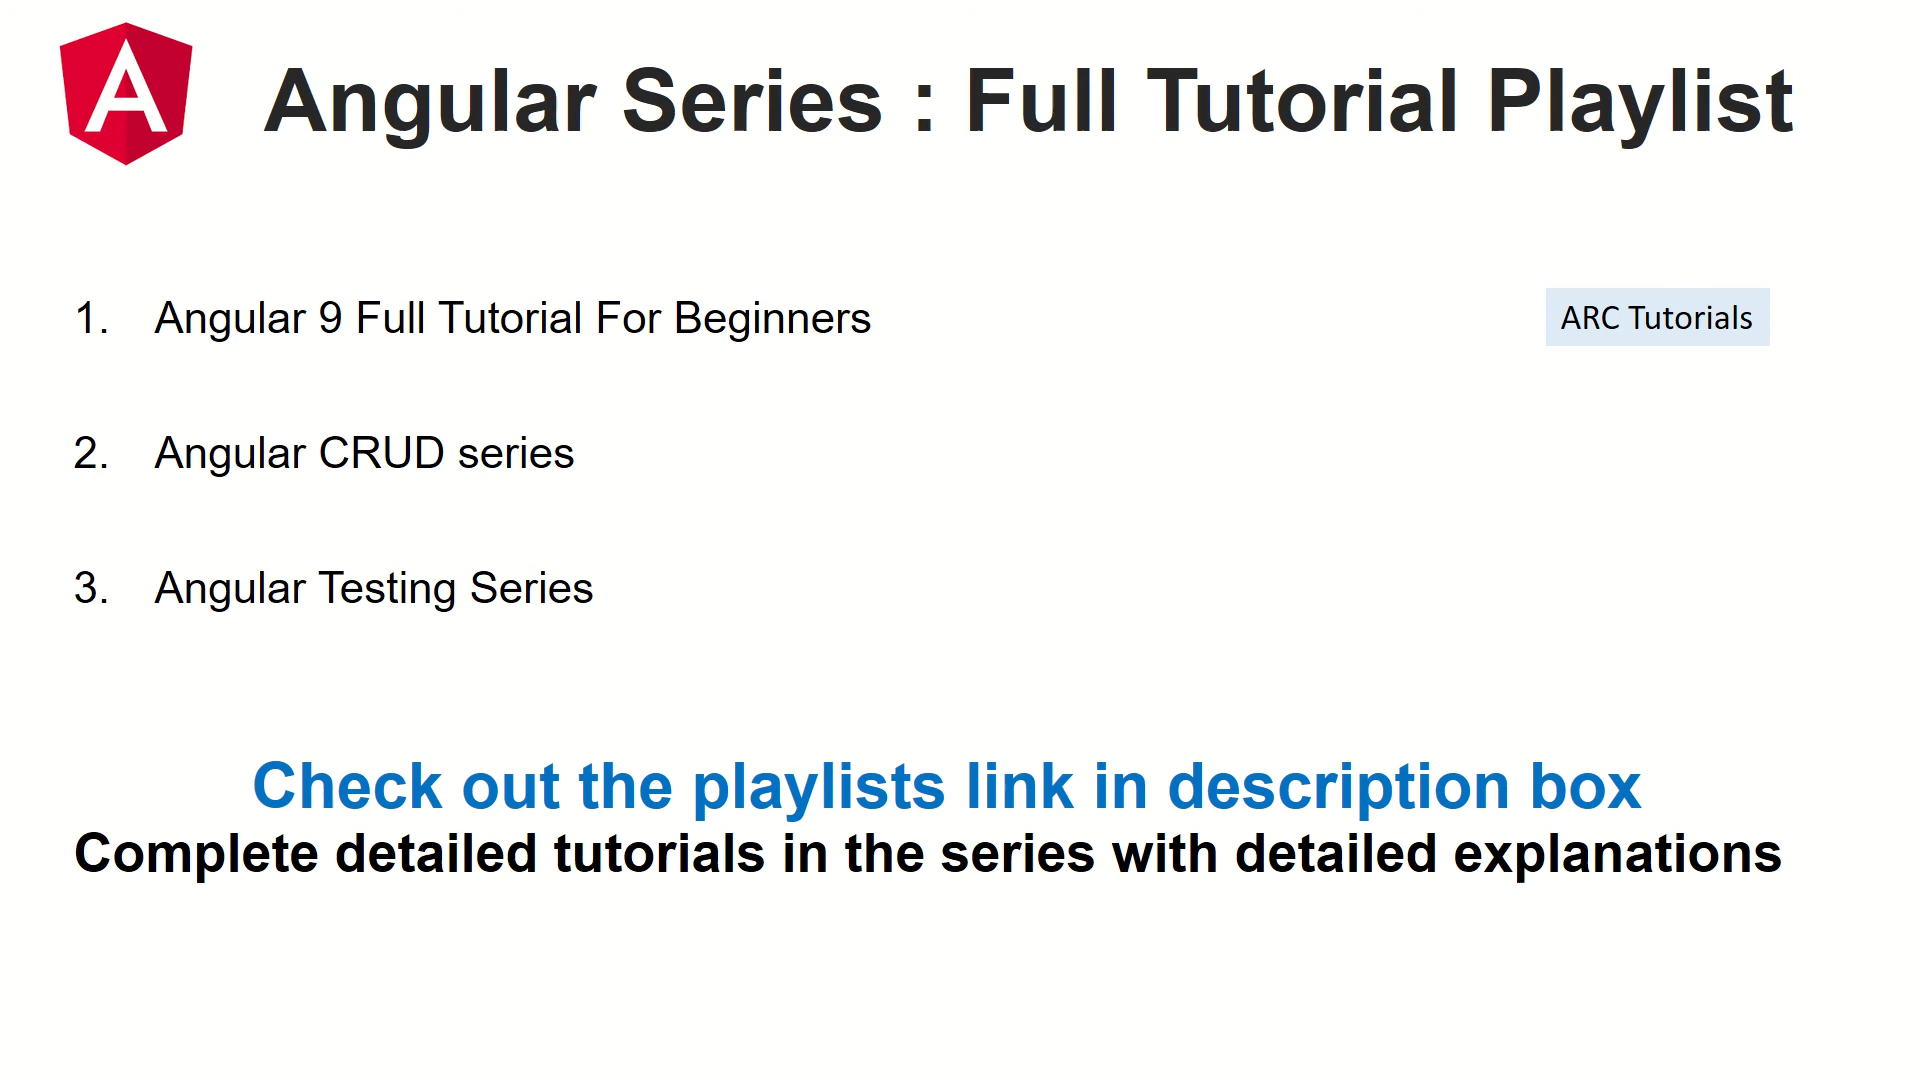 Angular Series : Full Tutorial Playlist
1. Angular 9 Full Tutorial For Beginners
ARC Tutorials
2. Angular CRUD series
3. Angular Testing Series
Check out the playlists link in description box
Complete detailed tutorials in the series with detailed explanations